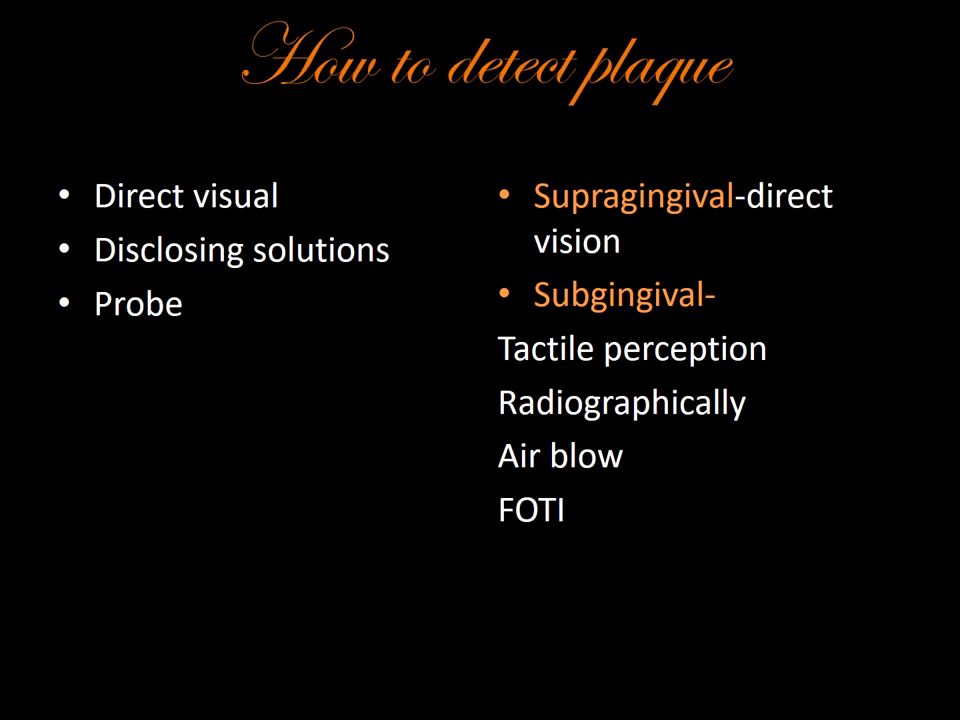 How to detect plaque
• Direct visual
• Disclosing solutions
• Probe
• Supragingival-direct
vision
• Subgingival-
Tactile perception
Radiographically
Air blow
FOTI